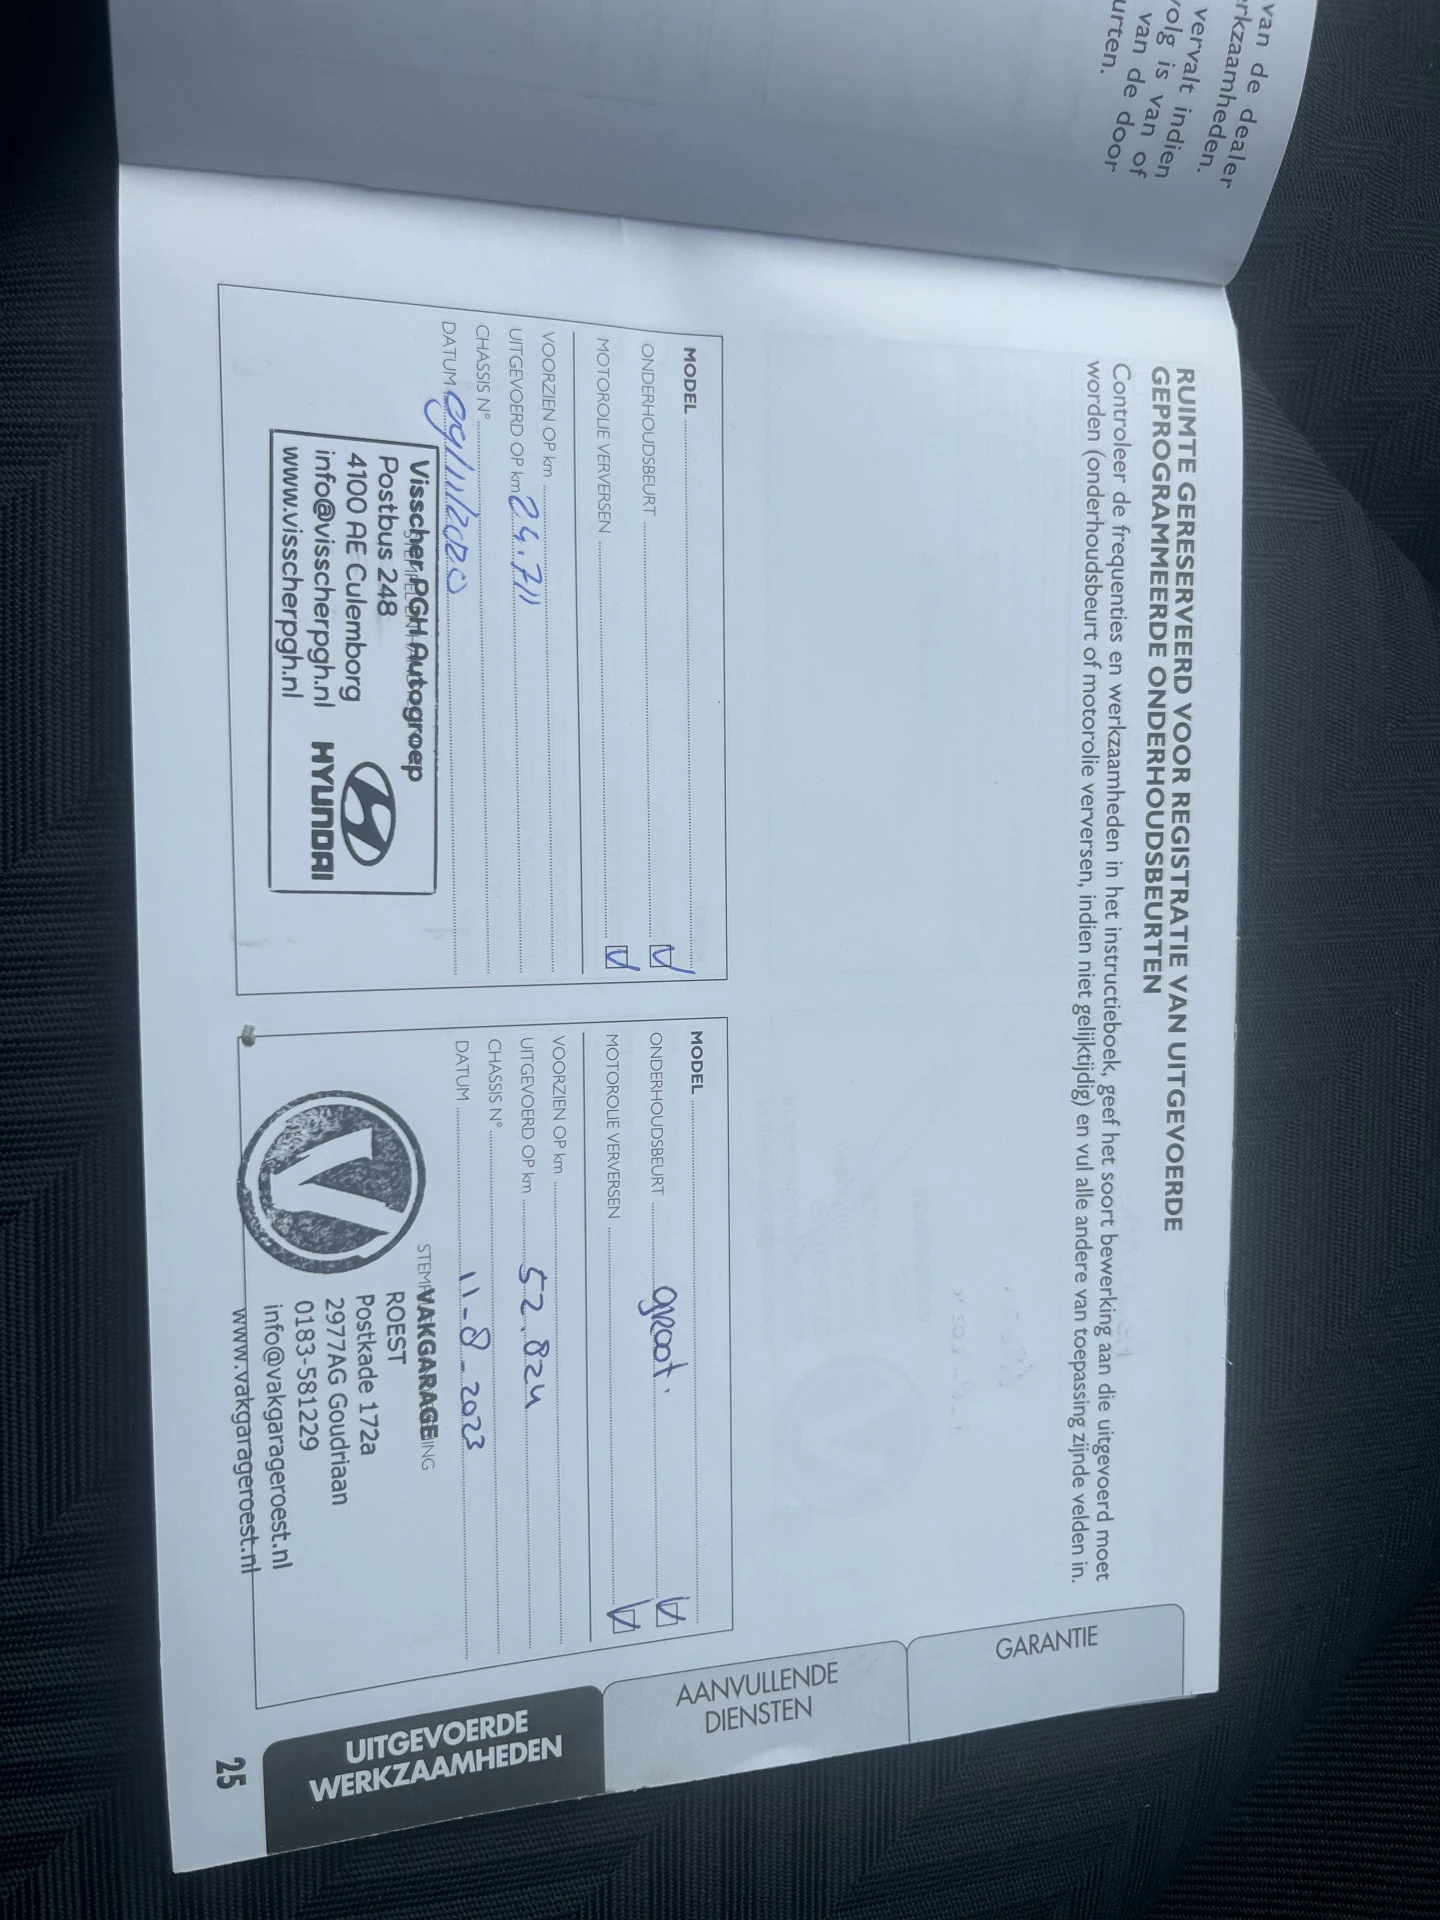 van de dealer
rkzaamheden.
vervalt indien
volg is van of
van de door
urten.
RUIMTE GERESERVEERD VOOR REGISTRATIE VAN UITGEVOERDE
GEPROGRAMMEERDE ONDERHOUDSBEURTEN
Controleer de frequenties en werkzaamheden in het instructieboek, geef het soort bewerking aan die uitgevoerd moet
worden (onderhoudsbeurt of motorolie verversen, indien niet gelijktijdig) en vul alle andere van toepassing zijnde velden in.
MODEL
ONDERHOUDSBEURT
MOTOROLIE VERVERSEN
VOORZIEN OP km
UITGEVOERD OP km 24.711
CHASSIS N°
DATUM 09/11/2020
Visscher PGH Autogroep
Postbus 248
4100 AE Culemborg
info@visscherpgh.nl
www.visscherpgh.nl
HYUNDAI
MODEL
ONDERHOUDSBEURT groot.
MOTOROLIE VERVERSEN
VOORZIEN OP km
UITGEVOERD OP km 52.824
CHASSIS N°
DATUM 11-8-2023
VAKGARAGE
ROEST
Postkade 172a
2977AG Goudriaan
0183-581229
info@vakgarageroest.nl
www.vakgarageroest.nl
GARANTIE
AANVULLENDE
DIENSTEN
UITGEVOERDE
WERKZAAMHEDEN
25